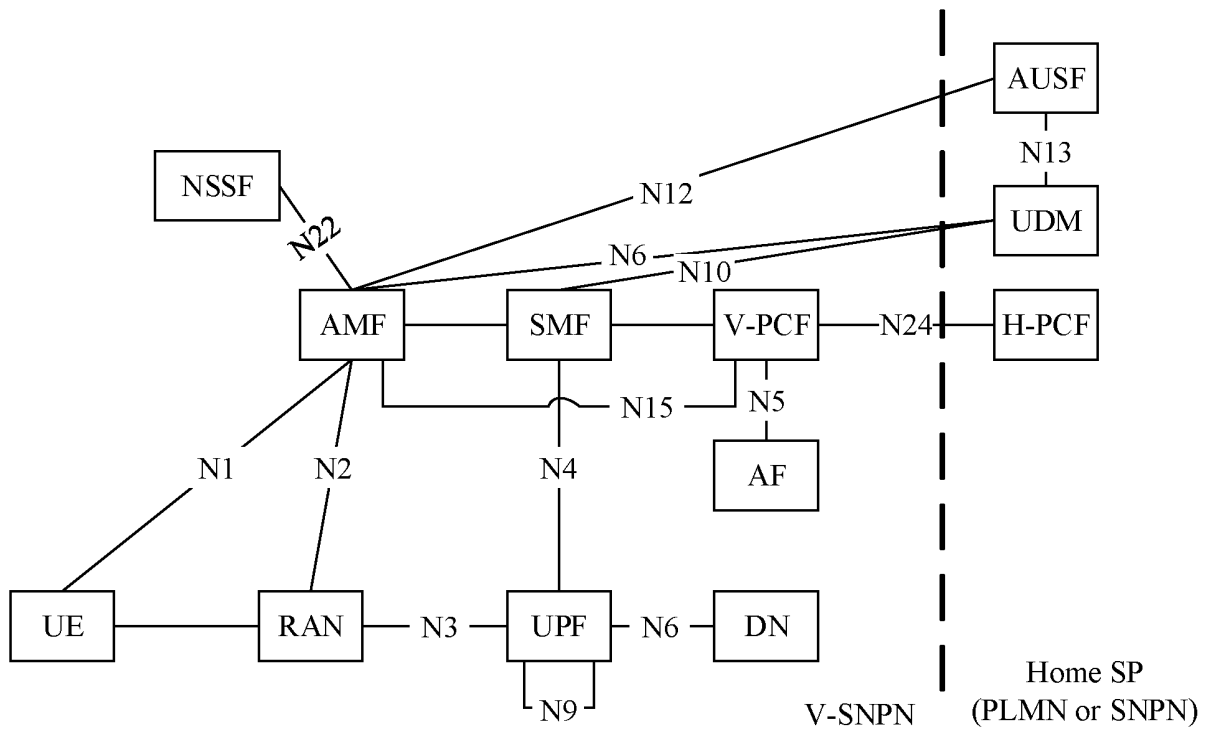 AUSF
N13
NSSF
N12
UDM
N22
N6
N10
AMF
SMF
V-PCF
N24
H-PCF
N15
N5
N1
N2
N4
AF
UE
RAN
N3
UPF
N6
DN
N9
V-SNPN
Home SP
(PLMN or SNPN)